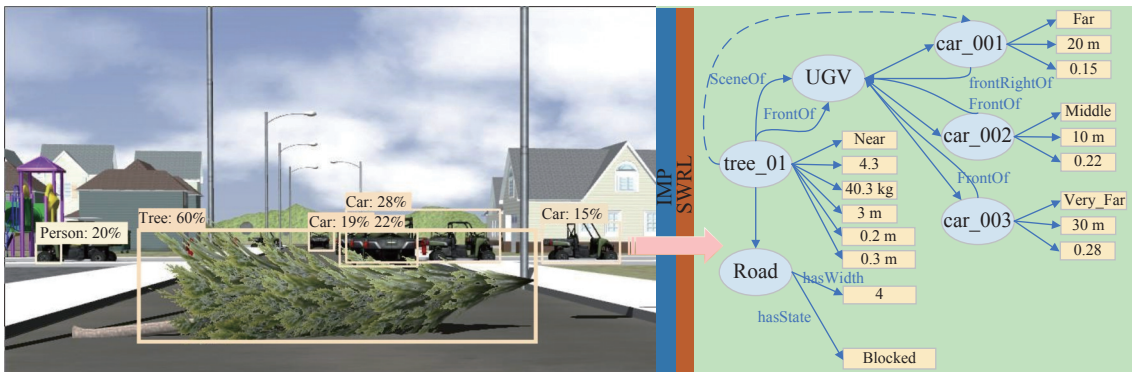 Car: 28%
Car: 19%
22%
Tree: 60%
Car: 15%
Person: 20%
IMP
SWRL
Far
car_001
20 m
0.15
UGV
SceneOf
frontRightOf
FrontOf
FrontOf
Middle
car_002
10 m
0.22
Near
tree_01
4.3
40.3 kg
3 m
0.2 m
0.3 m
FrontOf
Very_Far
car_003
30 m
0.28
Road
hasWidth
4
hasState
Blocked